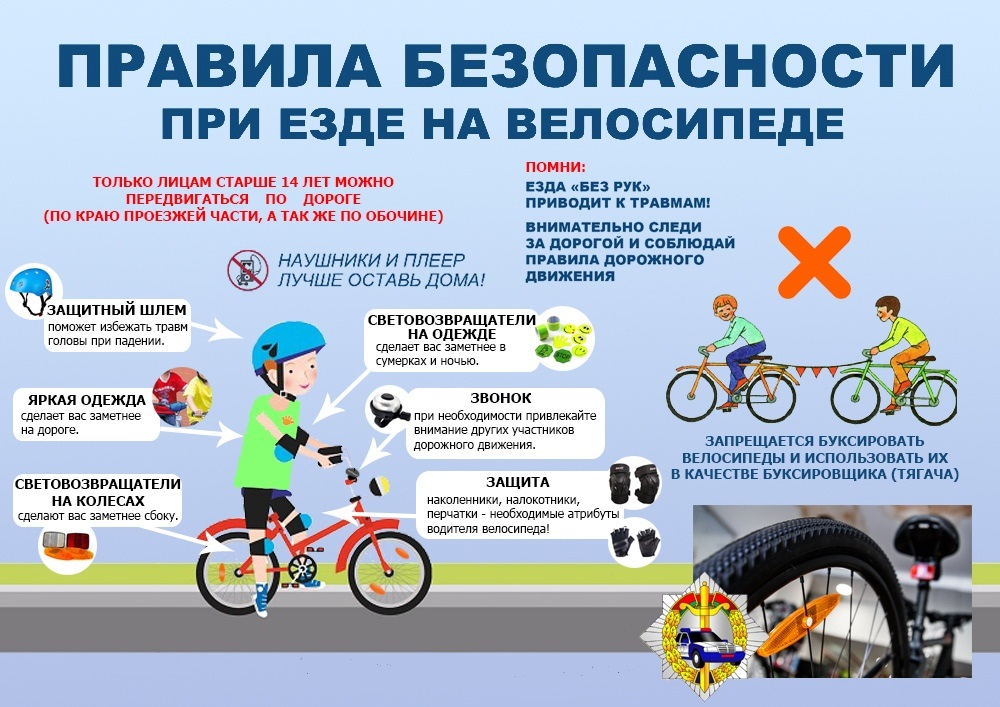 ПРАВИЛА БЕЗОПАСНОСТИ
ПРИ ЕЗДЕ НА ВЕЛОСИПЕДЕ
ТОЛЬКО ЛИЦАМ СТАРШЕ 14 ЛЕТ МОЖНО
ПЕРЕДВИГАТЬСЯ ПО ДОРОГЕ
(ПО КРАЮ ПРОЕЗЖЕЙ ЧАСТИ, А ТАК ЖЕ ПО ОБОЧИНЕ)
ПОМНИ:
ЕЗДА «БЕЗ РУК»
ПРИВОДИТ К ТРАВМАМ!
ВНИМАТЕЛЬНО СЛЕДИ
ЗА ДОРОГОЙ И СОБЛЮДАЙ
ПРАВИЛА ДОРОЖНОГО
ДВИЖЕНИЯ
НАУШНИКИ И ПЛЕЕР
ЛУЧШЕ ОСТАВЬ ДОМА!
ЗАЩИТНЫЙ ШЛЕМ
поможет избежать травм
головы при падении.
ЯРКАЯ ОДЕЖДА
сделает вас заметнее
на дороге.
СВЕТОВОЗВРАЩАТЕЛИ
НА КОЛЕСАХ
сделают вас заметнее сбоку.
СВЕТОВОЗВРАЩАТЕЛИ
НА ОДЕЖДЕ
сделает вас заметнее в
сумерках и ночью.
ЗВОНОК
при необходимости привлекайте
внимание других участников
дорожного движения.
ЗАЩИТА
наколенники, налокотники,
перчатки - необходимые атрибуты
водителя велосипеда!
ЗАПРЕЩАЕТСЯ БУКСИРОВАТЬ
ВЕЛОСИПЕДЫ И ИСПОЛЬЗОВАТЬ ИХ
В КАЧЕСТВЕ БУКСИРОВЩИКА (ТЯГАЧА)